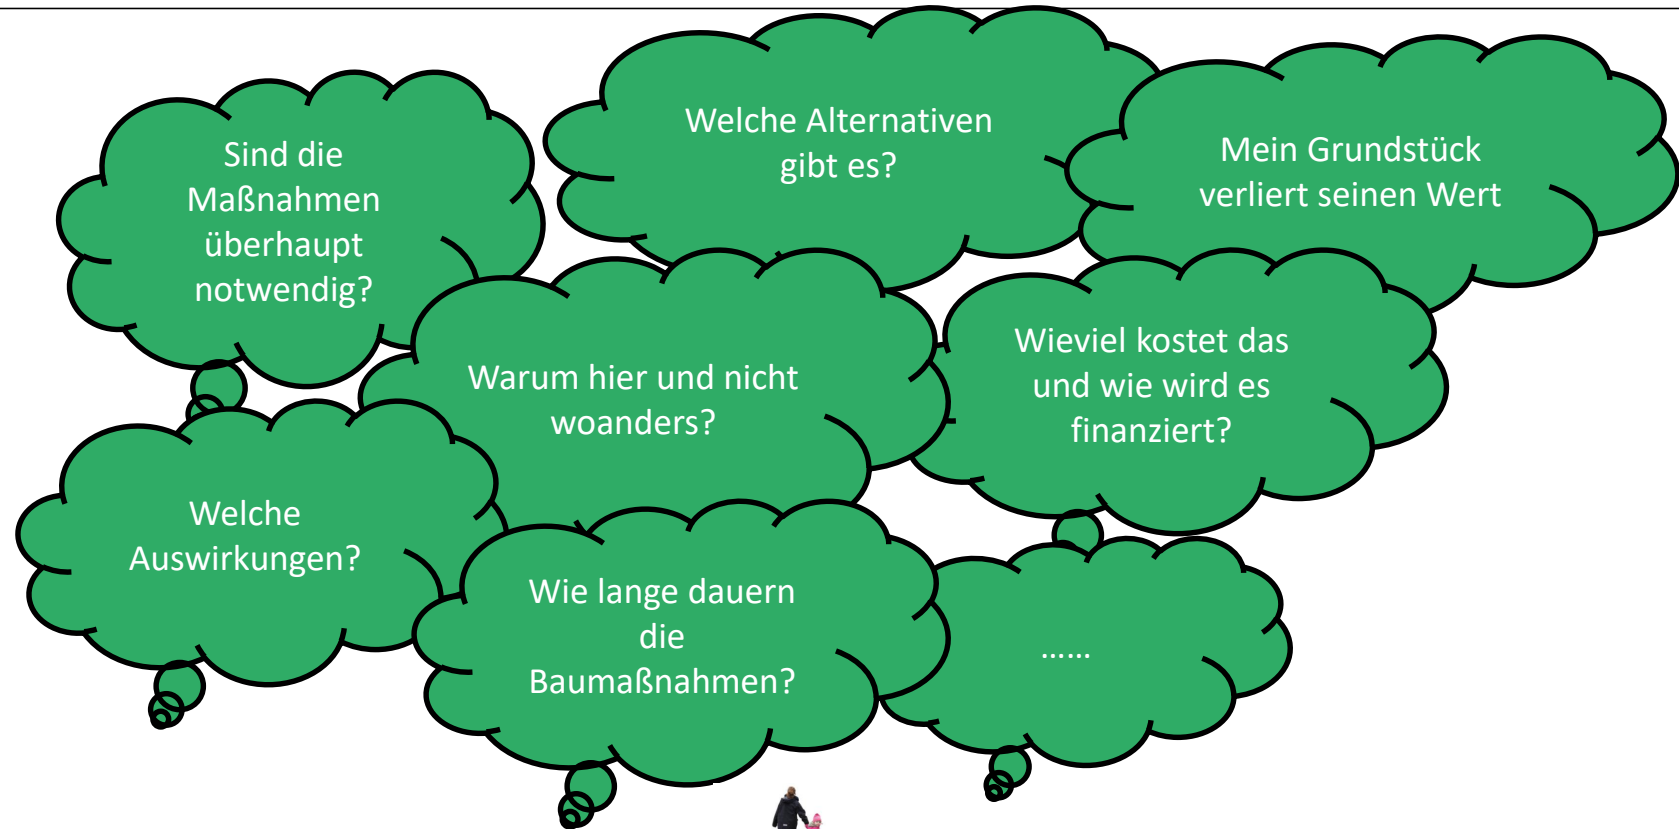 Sind die
Maßnahmen
überhaupt
notwendig?
Welche Alternativen
gibt es?
Mein Grundstück
verliert seinen Wert
Warum hier und nicht
woanders?
Wieviel kostet das
und wie wird es
finanziert?
Welche
Auswirkungen?
Wie lange dauern
die
Baumaßnahmen?
……